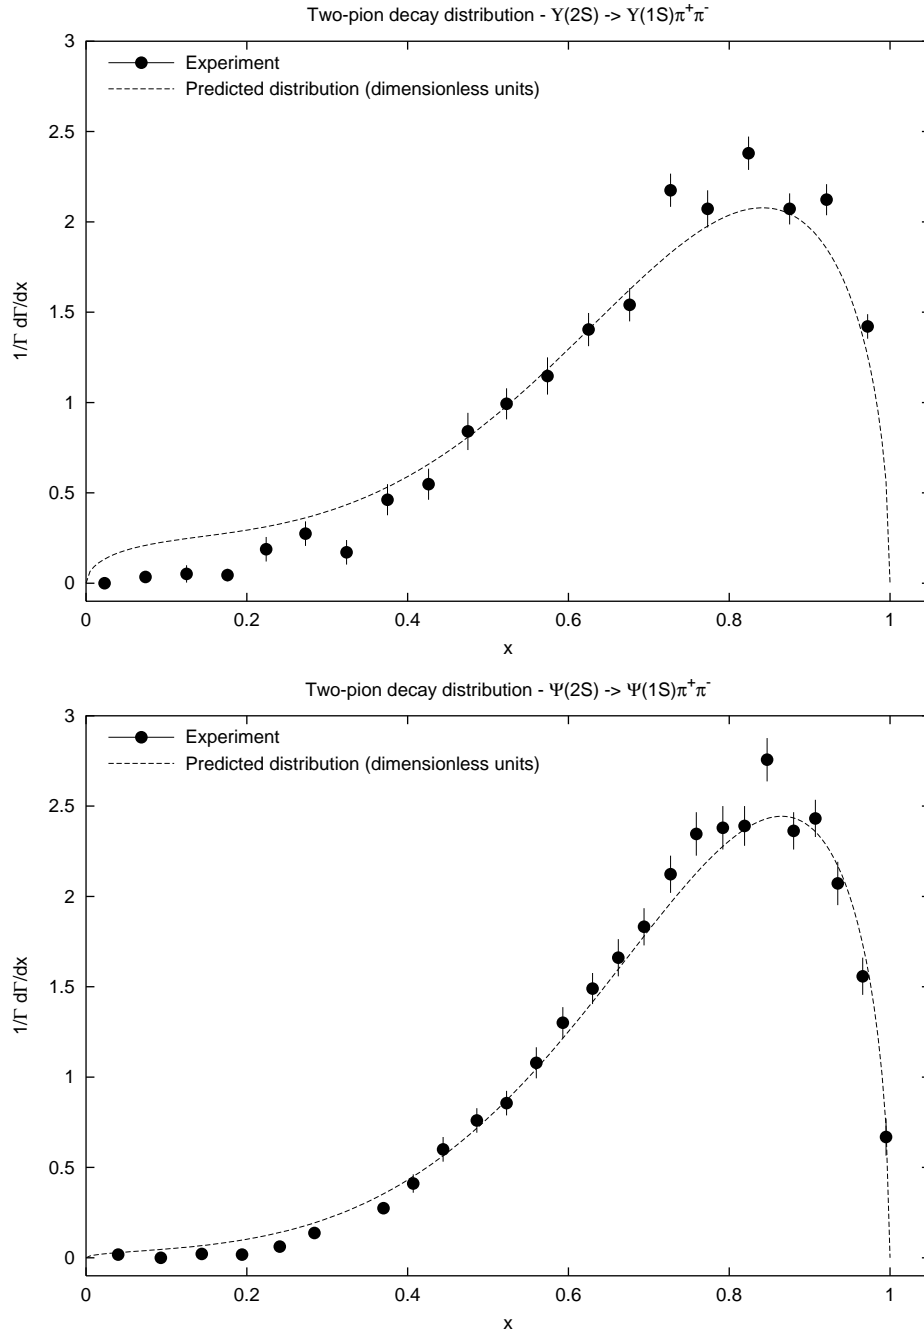 Two-pion decay distribution - Υ(2S) -> Υ(1S)π⁺π⁻
3
Experiment
Predicted distribution (dimensionless units)
2.5
2
1.5
1/Γ dΓ/dx
1
0.5
0
0 0.2 0.4 0.6 0.8 1
x
Two-pion decay distribution - Ψ(2S) -> Ψ(1S)π⁺π⁻
3
Experiment
Predicted distribution (dimensionless units)
2.5
2
1.5
1/Γ dΓ/dx
1
0.5
0
0 0.2 0.4 0.6 0.8 1
x